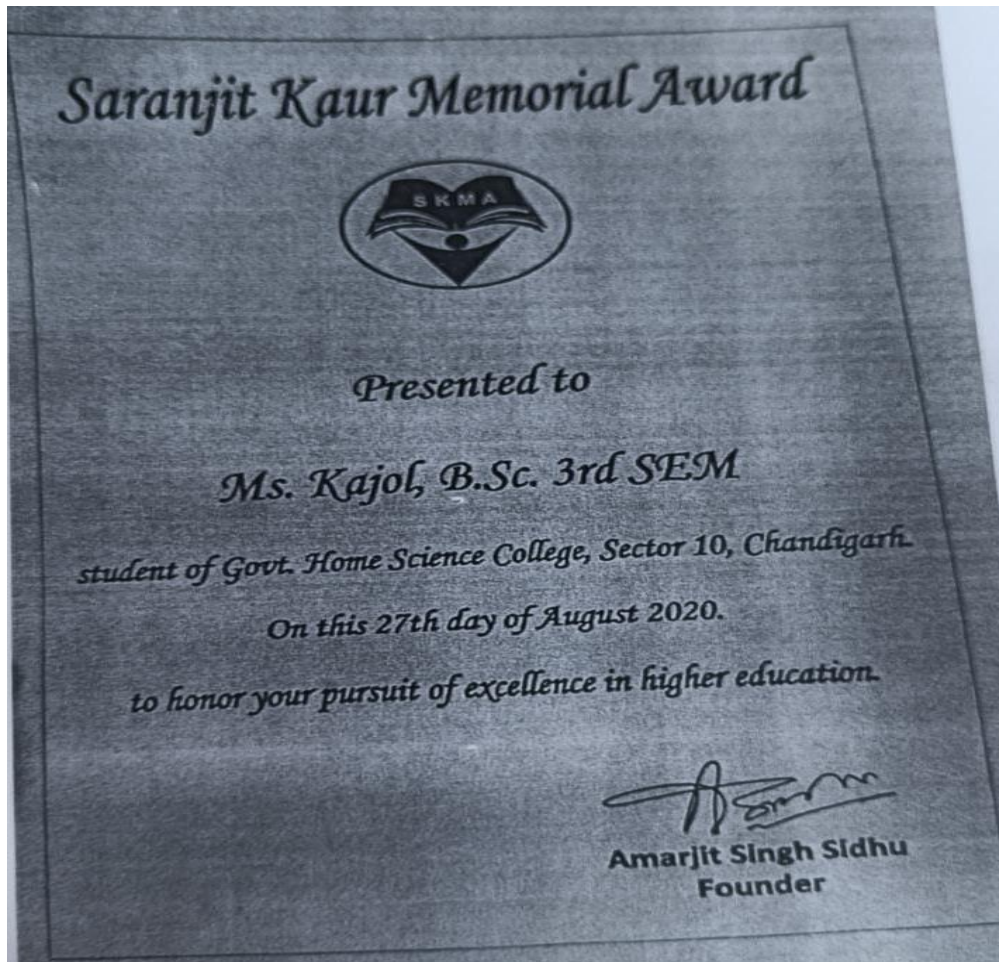 Saranjit Kaur Memorial Award
SKMA
Presented to
Ms. Kajol, B.Sc. 3rd SEM
student of Govt. Home Science College, Sector 10, Chandigarh.
On this 27th day of August 2020.
to honor your pursuit of excellence in higher education.
Amarjit Singh Sidhu
Founder